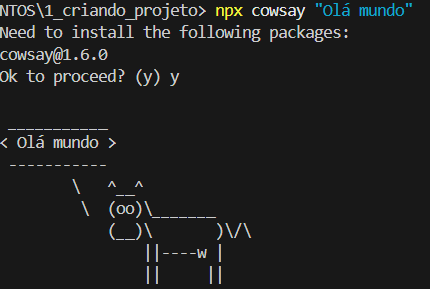 NTOS\1_criando_projeto> npx cowsay "Olá mundo"
Need to install the following packages:
cowsay@1.6.0
Ok to proceed? (y) y

 ___________
< Olá mundo >
 -----------
        \   ^__^
         \  (oo)\_______
            (__)\       )\/\
                ||----w |
                ||     ||